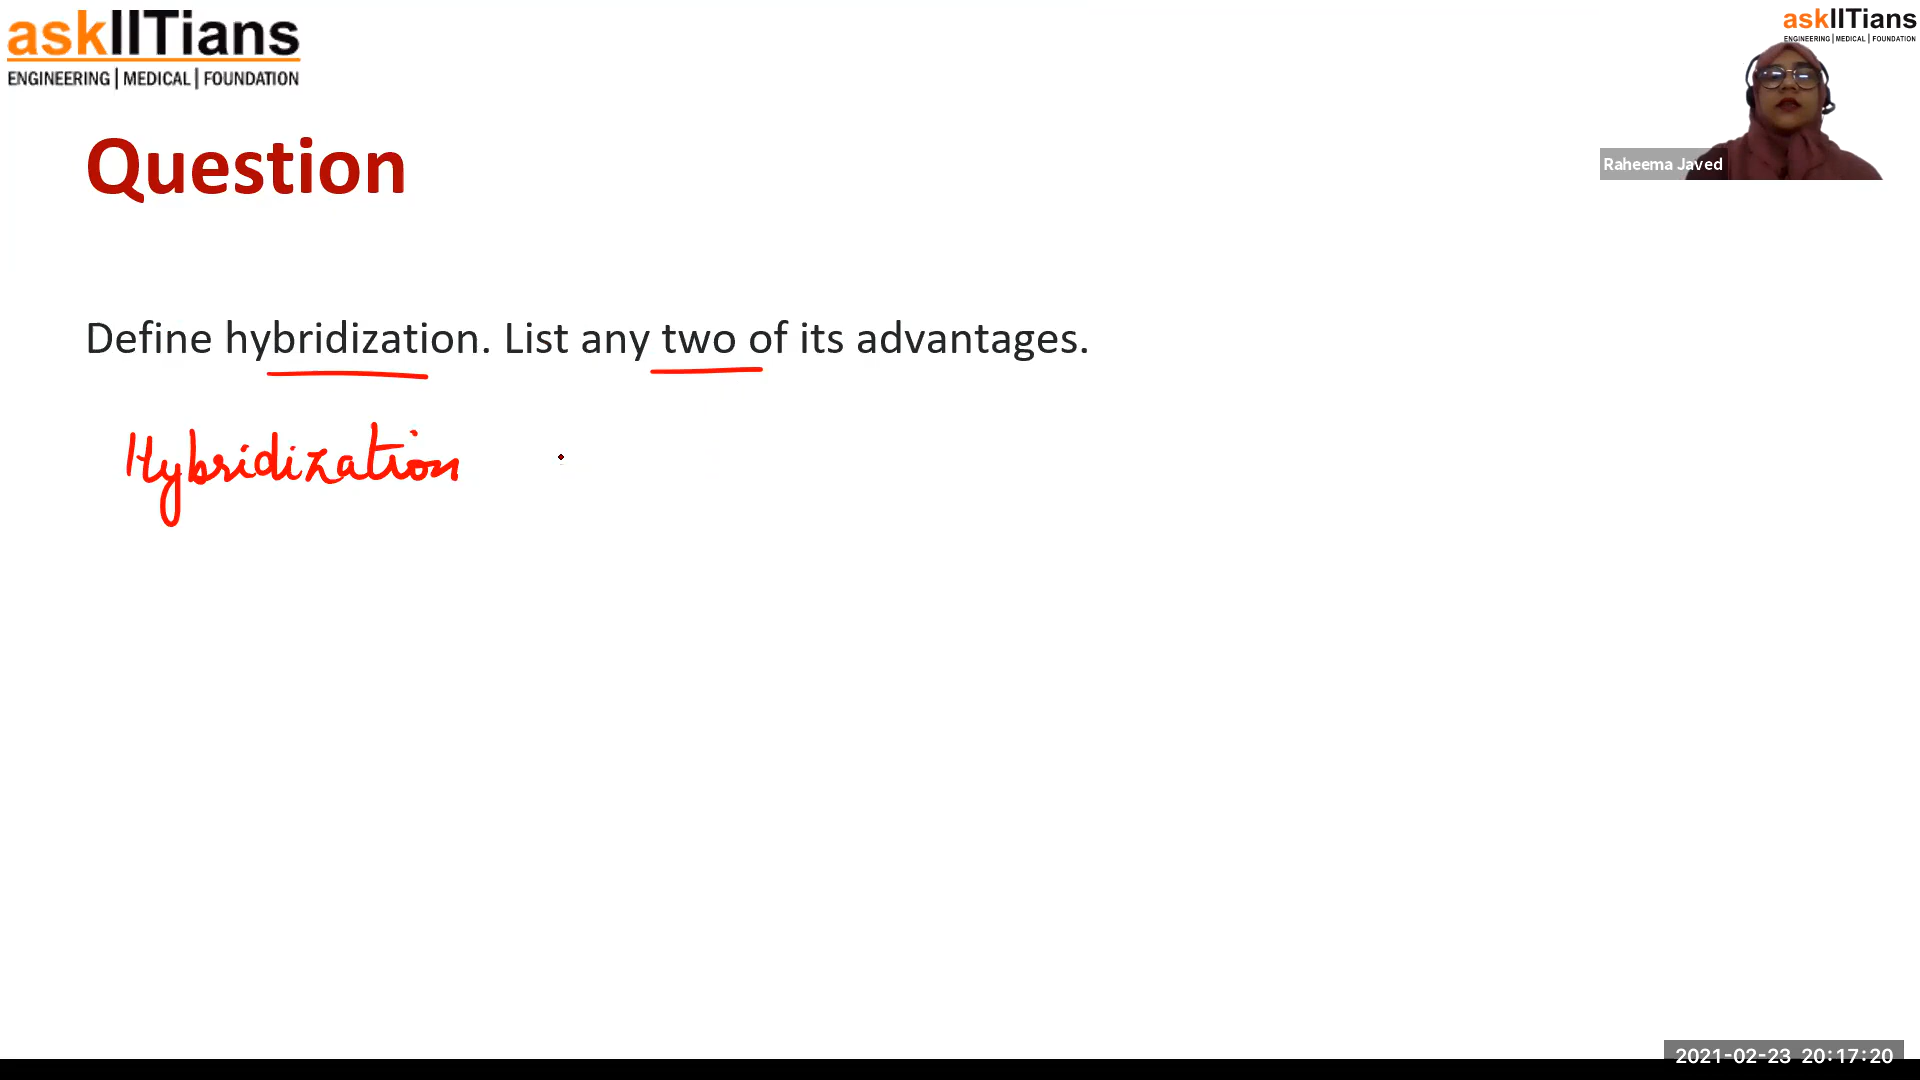 askIITians
ENGINEERING | MEDICAL | FOUNDATION
askIITians
ENGINEERING | MEDICAL | FOUNDATION
Raheema Javed
Question
Define hybridization. List any two of its advantages.
Hybridization
2021-02-23 20:17:20